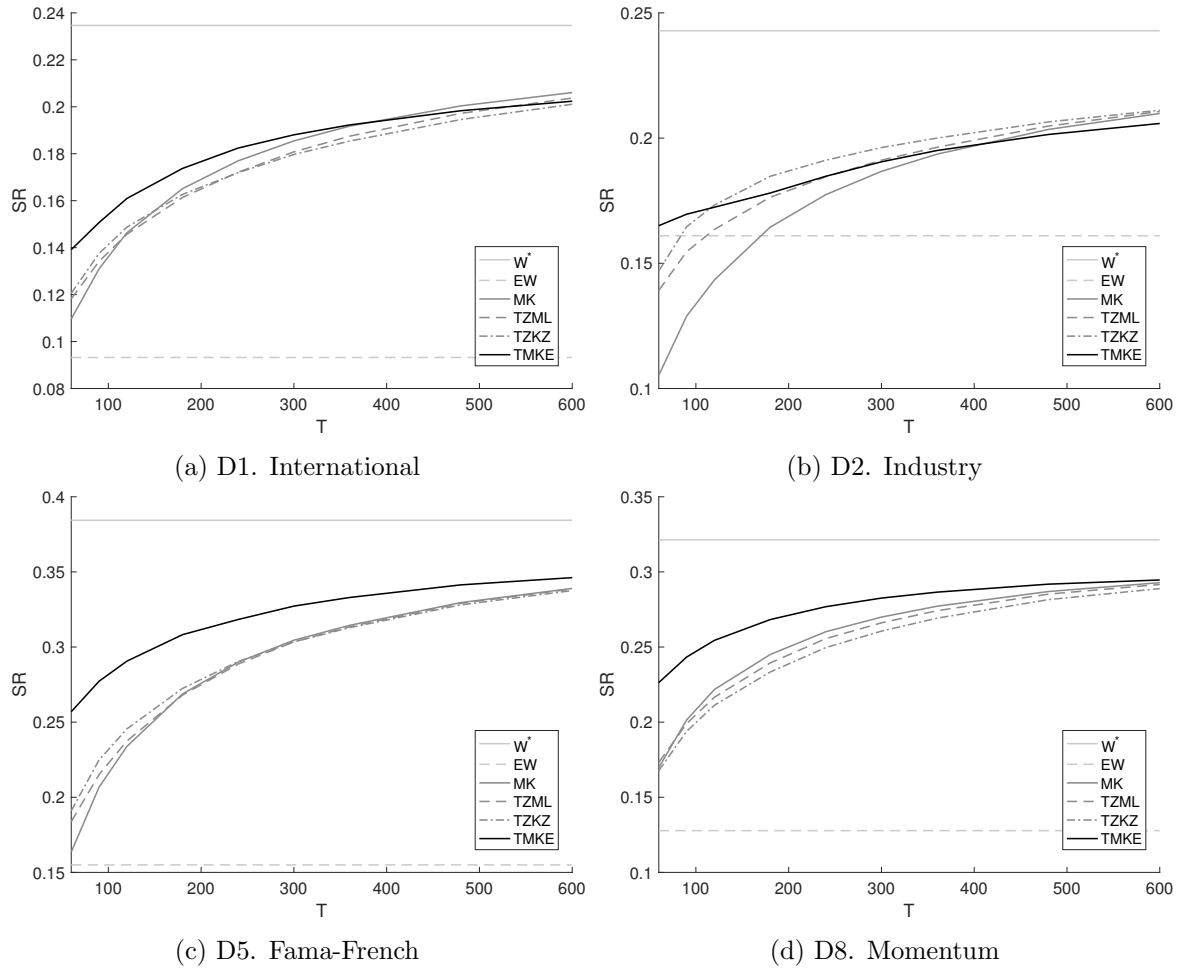 0.24
0.22
0.2
0.18
SR
0.16
0.14
0.12
0.1
0.08
100 200 300 400 500 600
T
W*
EW
MK
TZML
TZKZ
TMKE
(a) D1. International
0.25
0.2
SR
0.15
0.1
100 200 300 400 500 600
T
W*
EW
MK
TZML
TZKZ
TMKE
(b) D2. Industry
0.4
0.35
0.3
SR
0.25
0.2
0.15
100 200 300 400 500 600
T
W*
EW
MK
TZML
TZKZ
TMKE
(c) D5. Fama-French
0.35
0.3
0.25
SR
0.2
0.15
0.1
100 200 300 400 500 600
T
W*
EW
MK
TZML
TZKZ
TMKE
(d) D8. Momentum